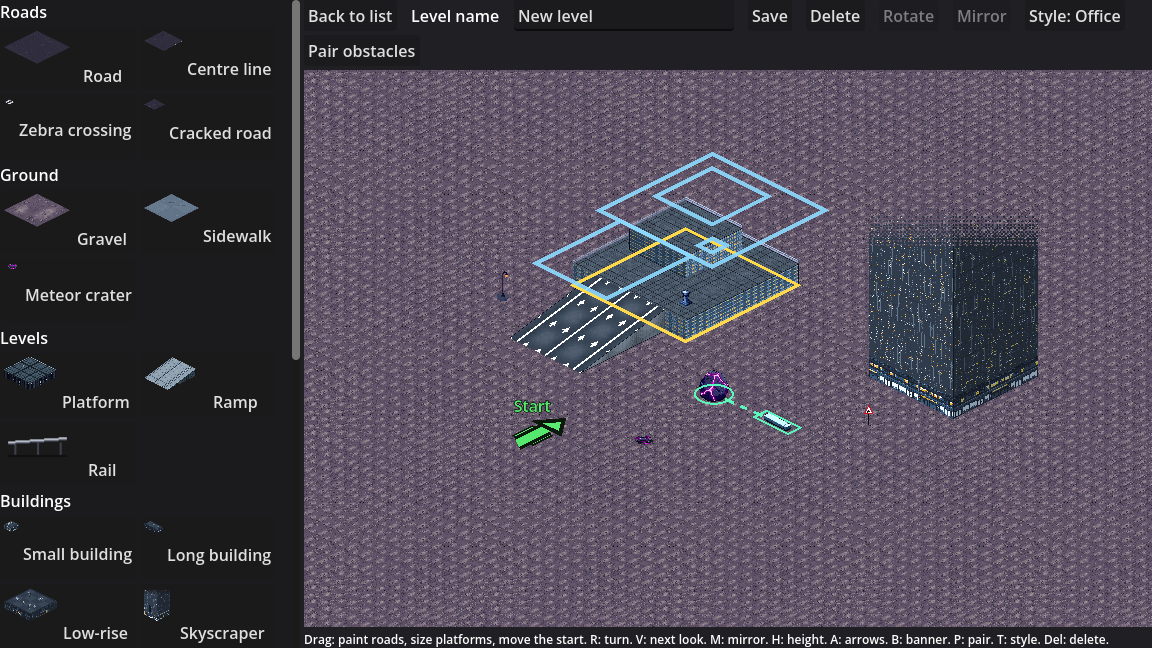 Roads
Road
Centre line
Zebra crossing
Cracked road
Ground
Gravel
Sidewalk
Meteor crater
Levels
Platform
Ramp
Rail
Buildings
Small building
Long building
Low-rise
Skyscraper
Back to list
Level name
New level
Save
Delete
Rotate
Mirror
Style: Office
Pair obstacles
Start
Drag: paint roads, size platforms, move the start. R: turn. V: next look. M: mirror. H: height. A: arrows. B: banner. P: pair. T: style. Del: delete.